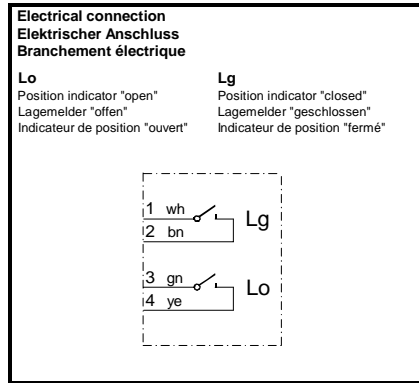 Electrical connection
Elektrischer Anschluss
Branchement électrique
Lo
Position indicator "open"
Lagemelder "offen"
Indicateur de position "ouvert"
Lg
Position indicator "closed"
Lagemelder "geschlossen"
Indicateur de position "fermé"
1 wh
2 bn
Lg
3 gn
4 ye
Lo